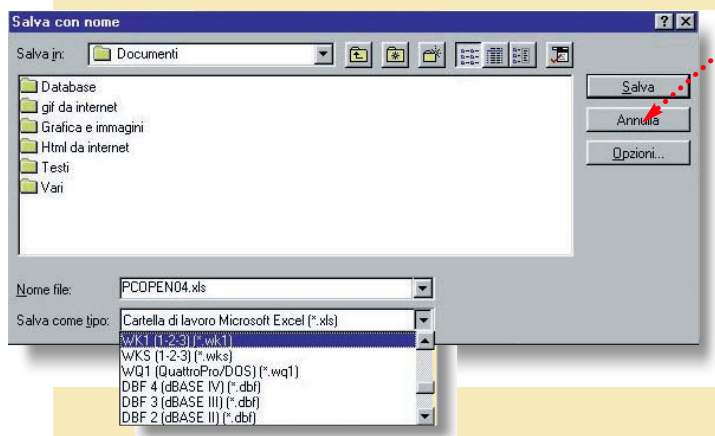 Salva con nome
Salva in: Documenti
Database
gif da internet
Grafica e immagini
Html da internet
Testi
Vari
Salva
Annulla
Opzioni...
Nome file: PCOPEN04.xls
Salva come tipo: Cartella di lavoro Microsoft Excel (*.xls)
WK1 (1-2-3) (*.wk1)
WKS (1-2-3) (*.wks)
WQ1 (QuattroPro/DOS) (*.wq1)
DBF 4 (dBASE IV) (*.dbf)
DBF 3 (dBASE III) (*.dbf)
DBF 2 (dBASE II) (*.dbf)